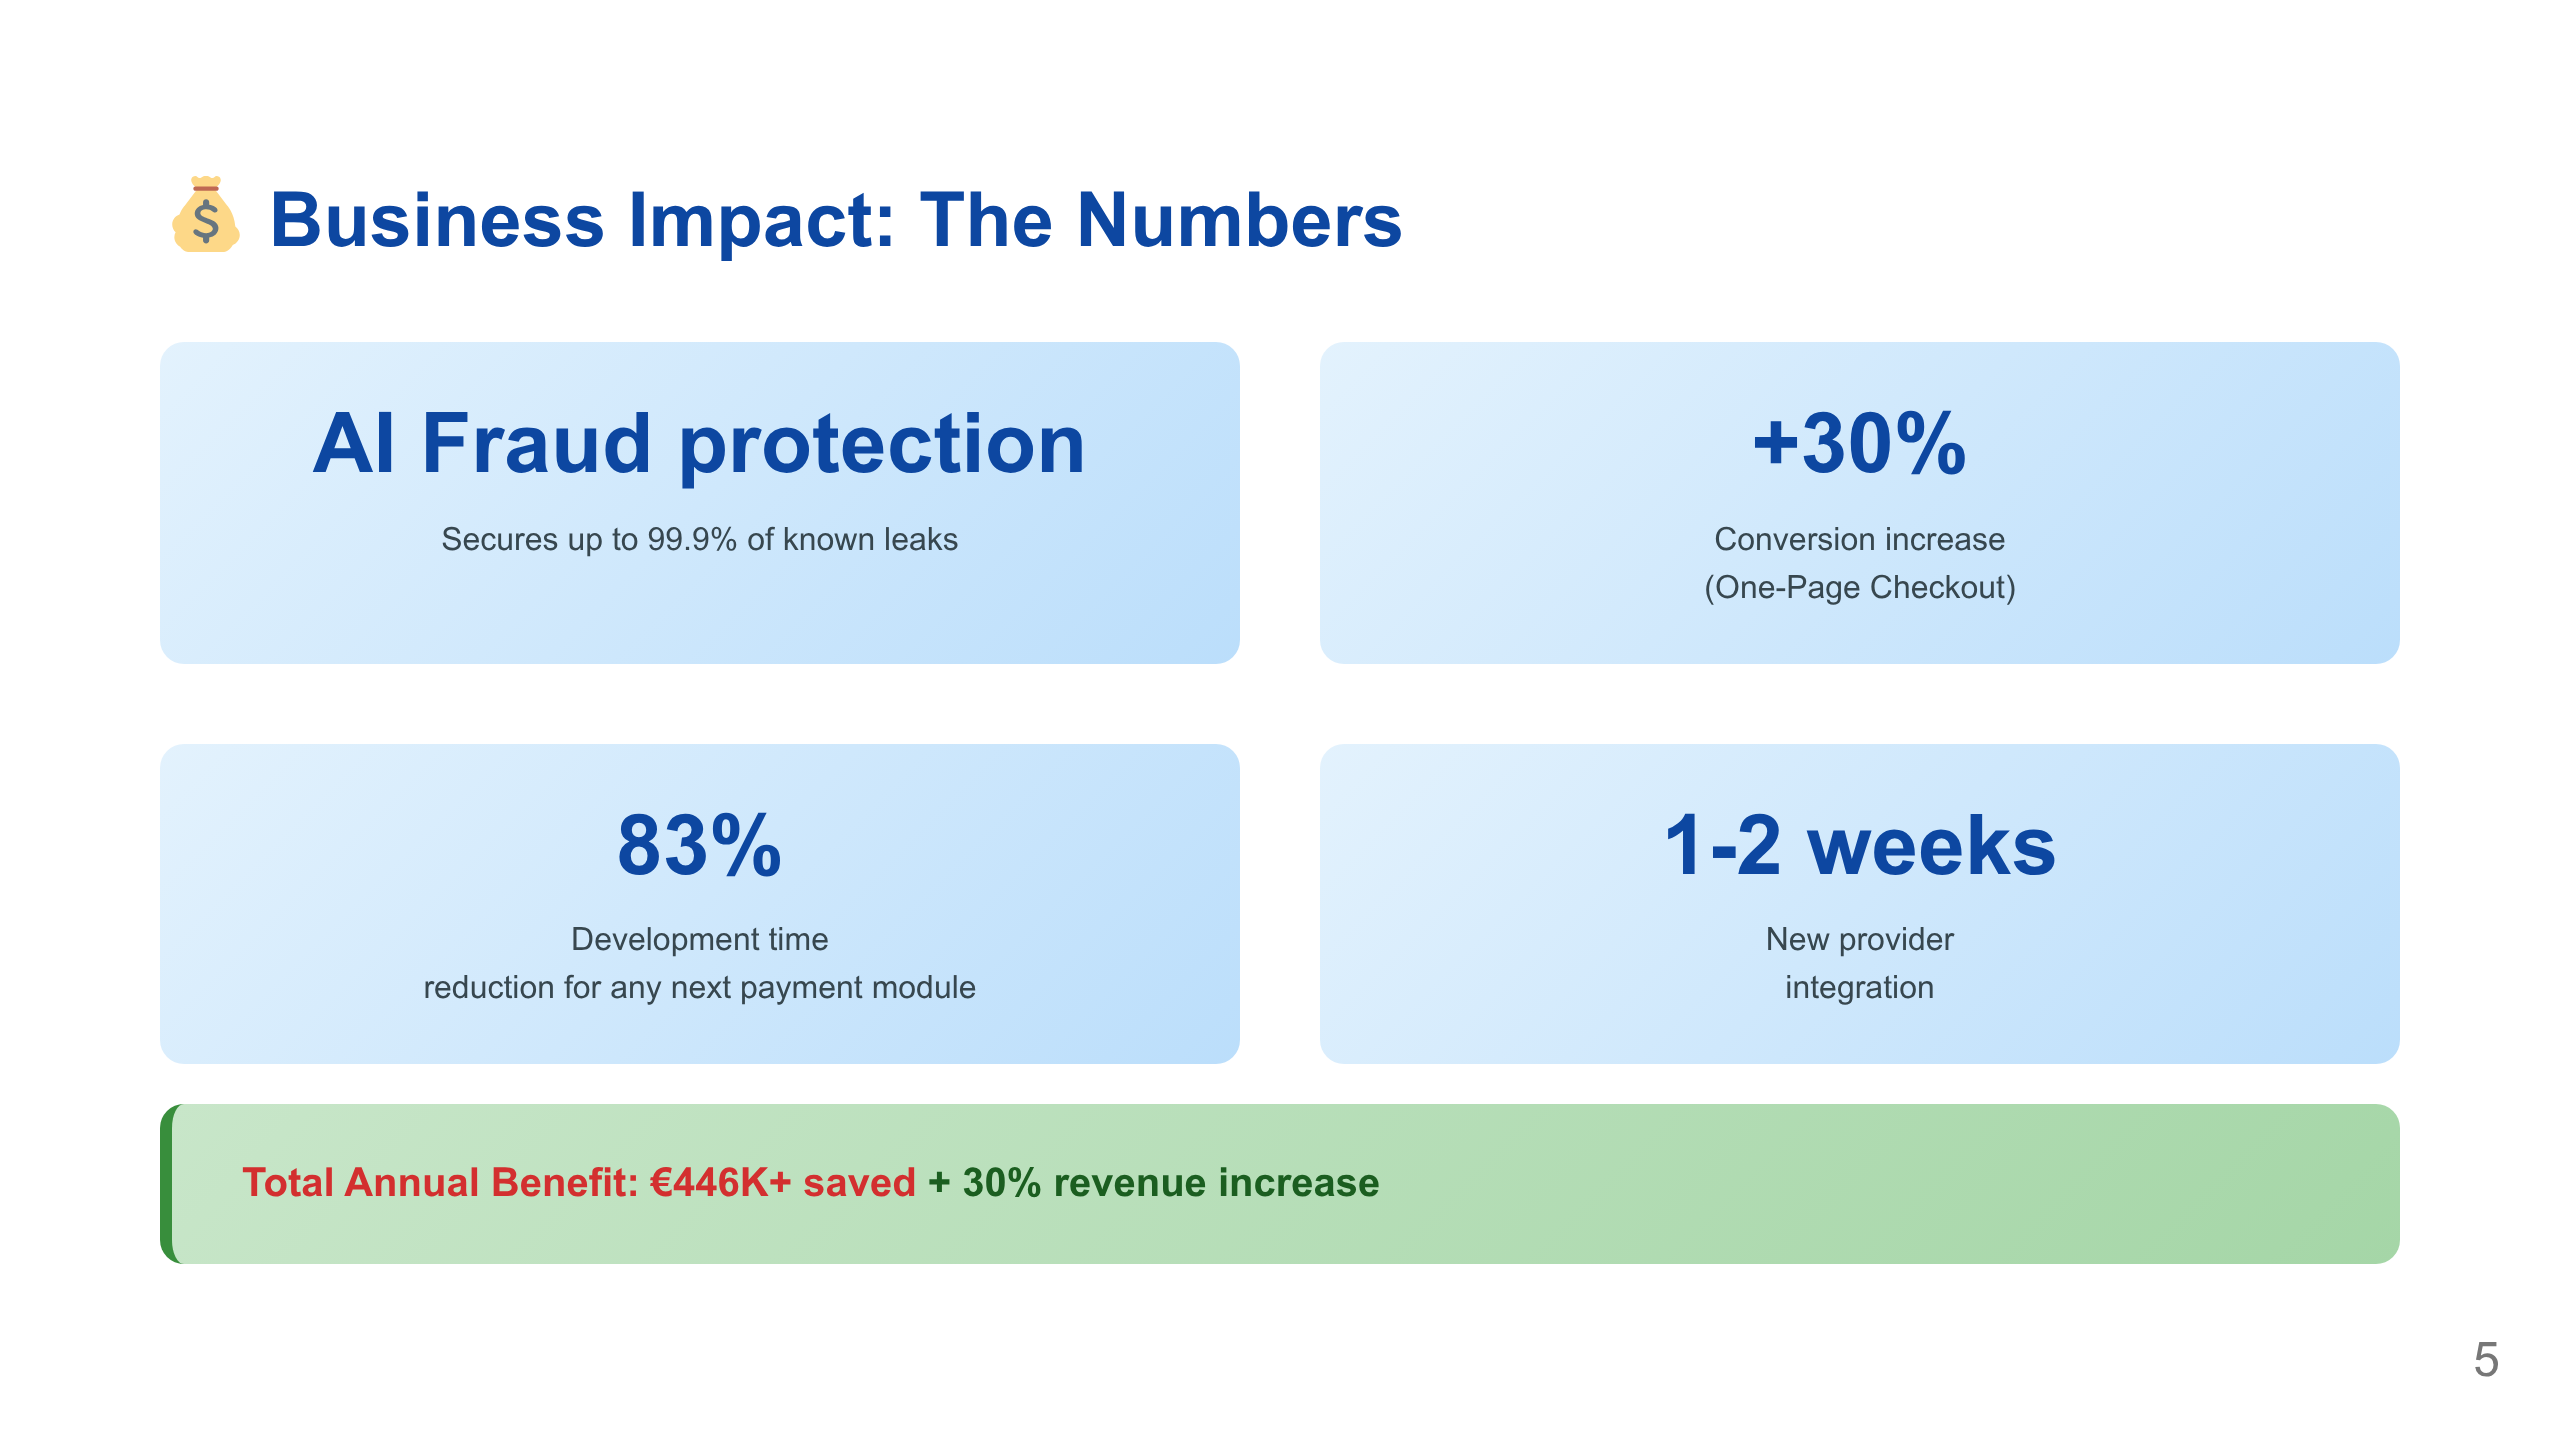 Business Impact: The Numbers
AI Fraud protection
Secures up to 99.9% of known leaks
+30%
Conversion increase
(One-Page Checkout)
83%
Development time
reduction for any next payment module
1-2 weeks
New provider
integration
Total Annual Benefit: €446K+ saved + 30% revenue increase
5